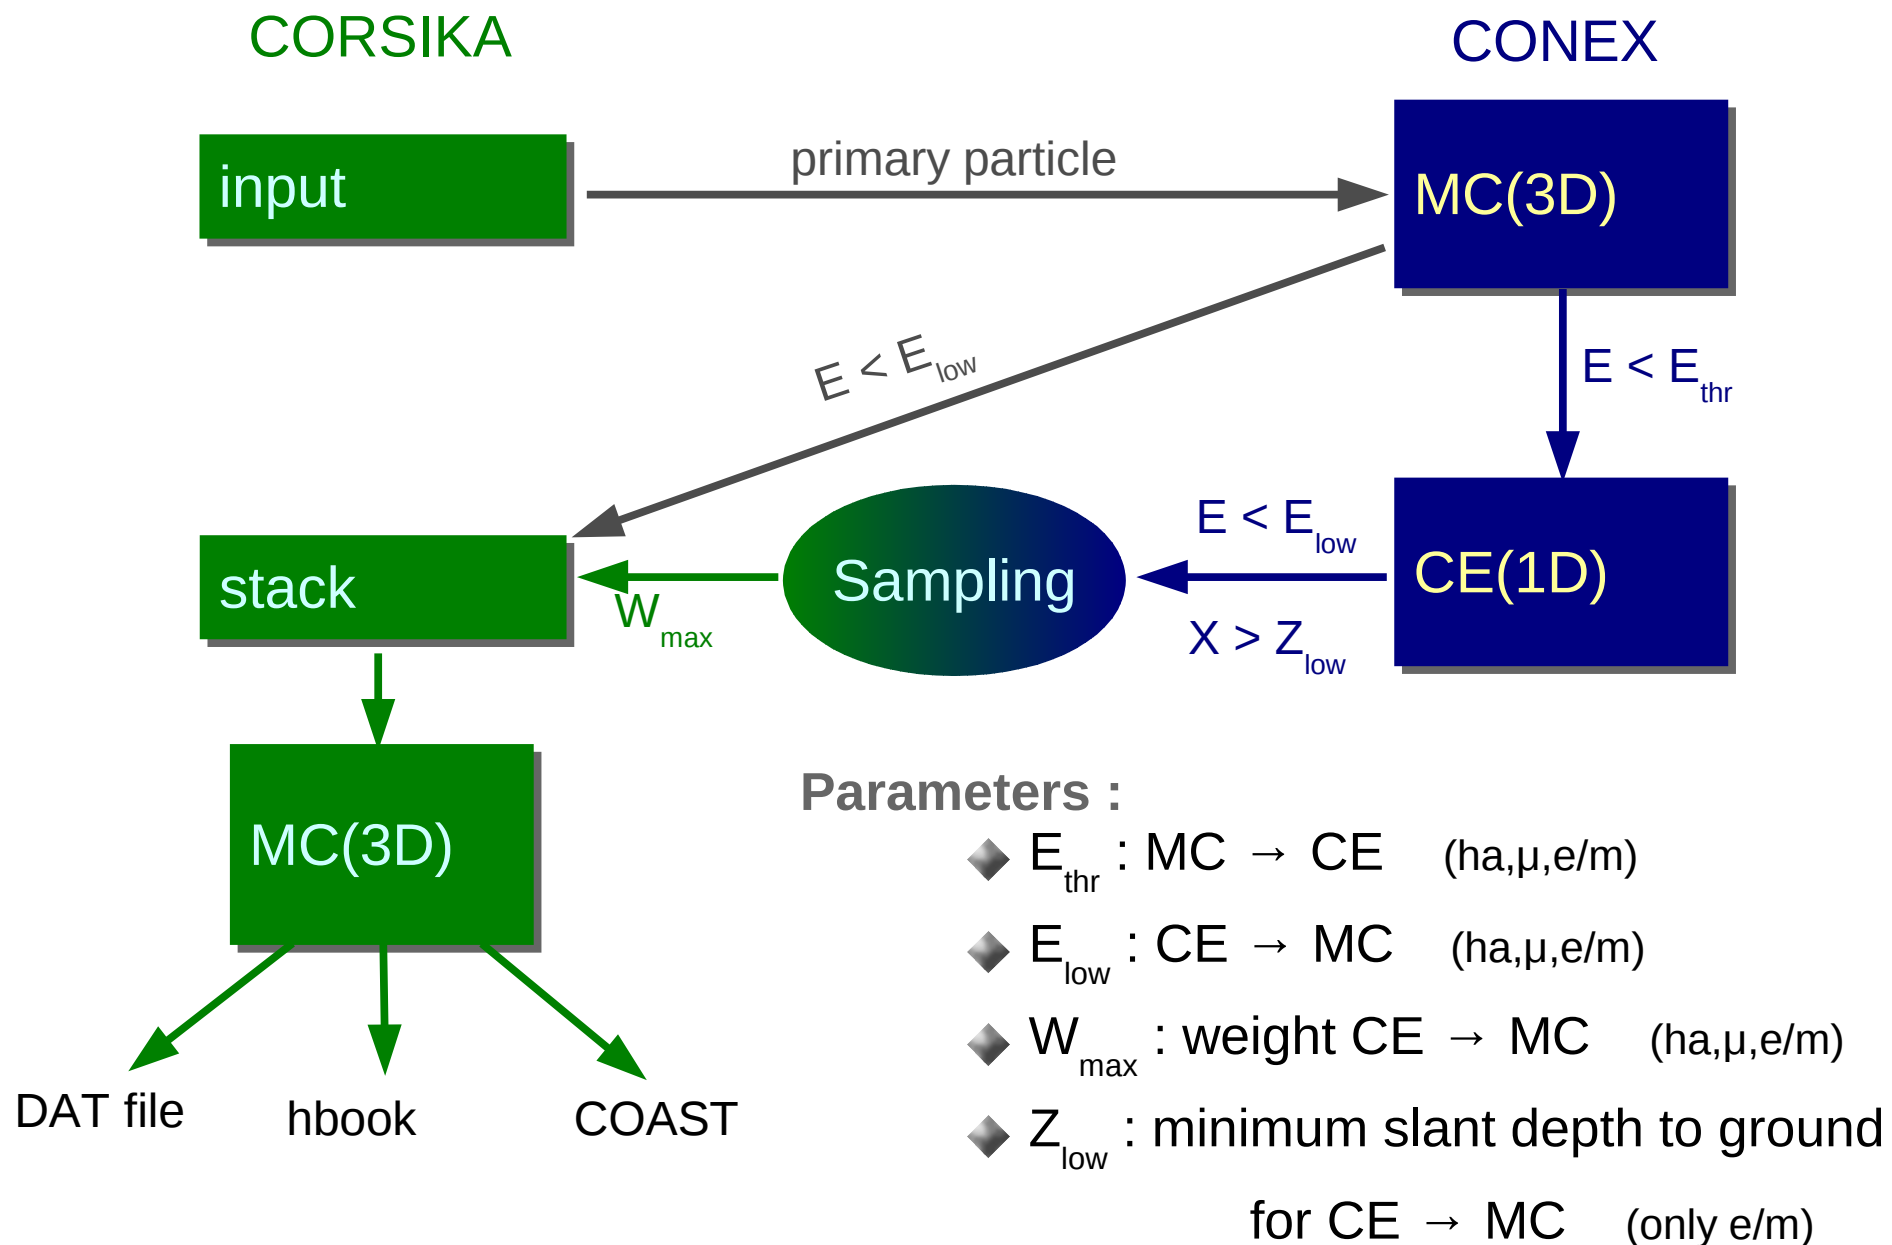 CORSIKA
CONEX
input
primary particle
MC(3D)
E < Elow
E < Ethr
stack
Wmax
Sampling
E < Elow
X > Zlow
CE(1D)
MC(3D)
DAT file
hbook
COAST
Parameters :
Ethr : MC → CE (ha,μ,e/m)
Elow : CE → MC (ha,μ,e/m)
Wmax : weight CE → MC (ha,μ,e/m)
Zlow : minimum slant depth to ground
for CE → MC (only e/m)